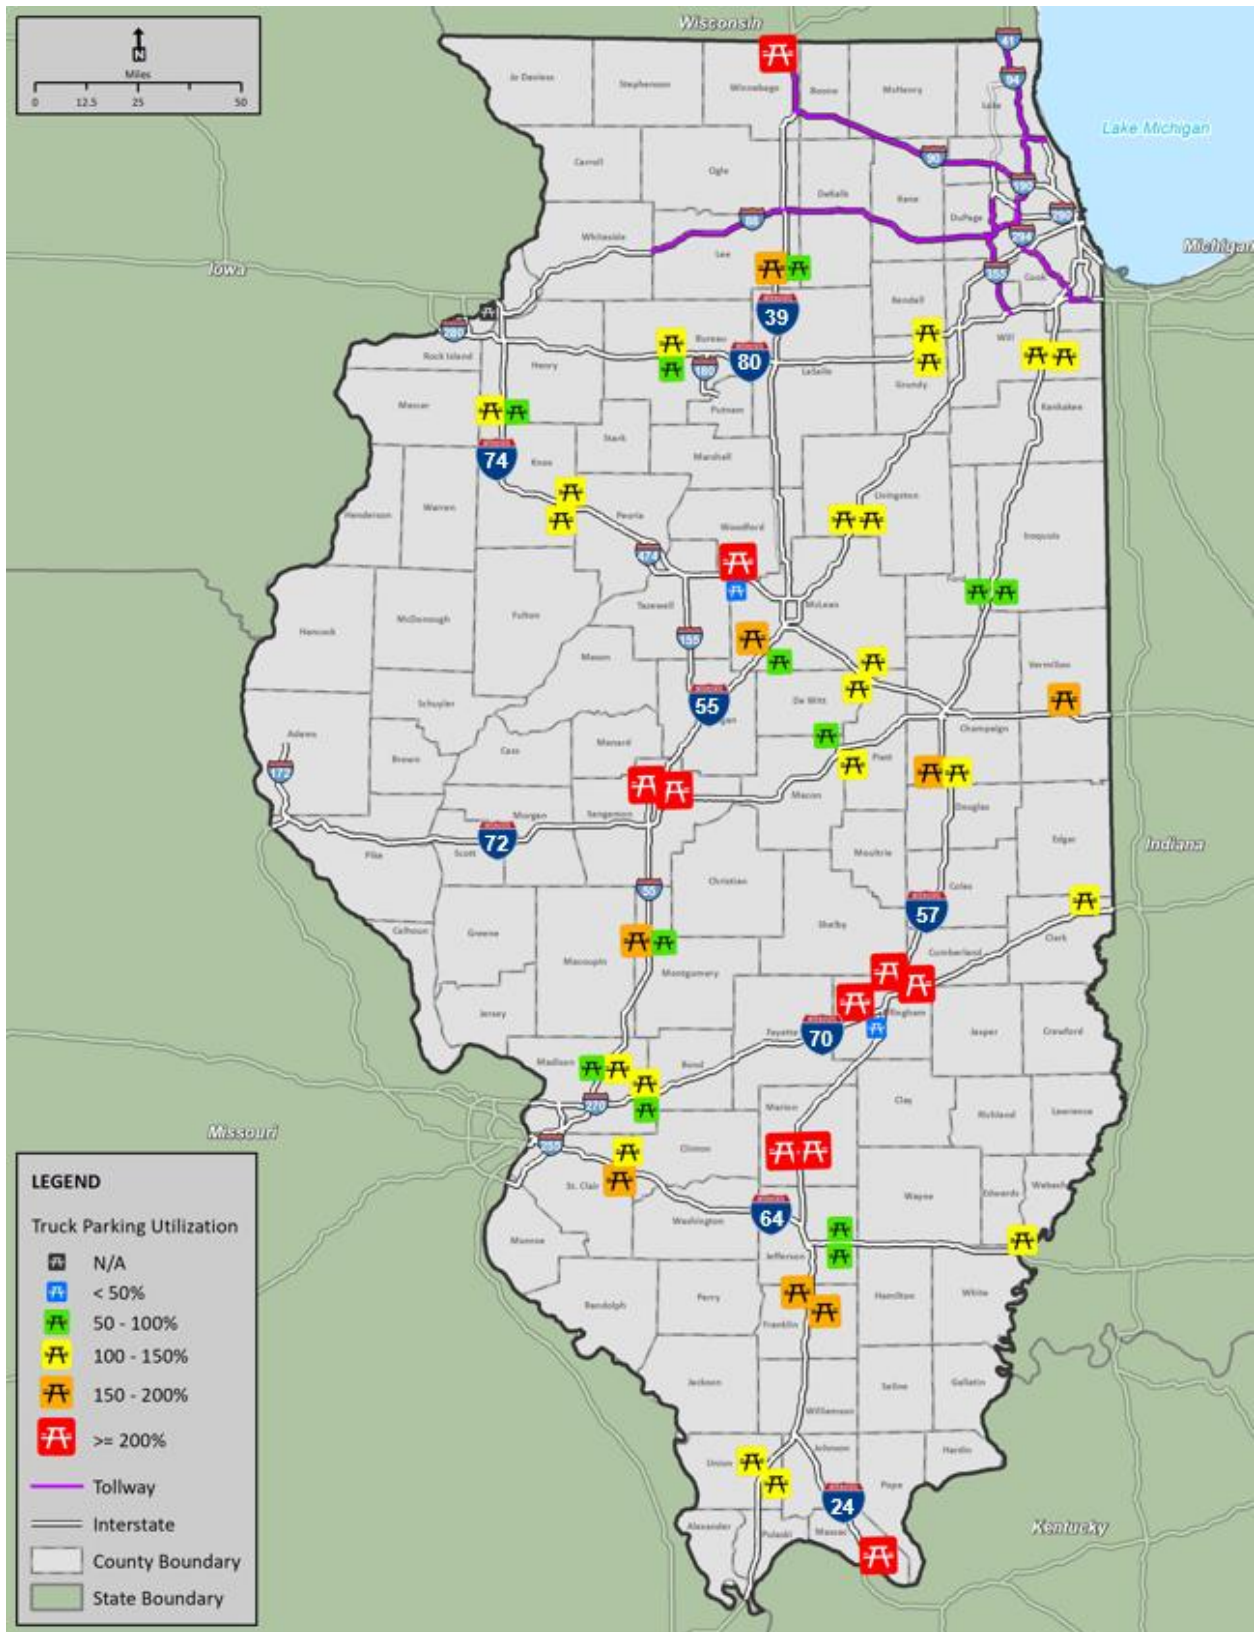 Wisconsin
N
Miles
0 12.5 25 50
41
Jo Daviess
Stephenson
Winnebago
Boone
McHenry
Lake
94
Lake Michigan
Carroll
Ogle
90
DeKalb
Kane
190
DuPage
290
Whiteside
88
Lee
294
Michigan
Iowa
355
Cook
39
Kendall
280
Rock Island
Bureau
80
Will
Henry
180
LaSalle
Grundy
Mercer
Putnam
Kankakee
Stark
74
Knox
Marshall
Henderson
Warren
Peoria
Livingston
Woodford
Iroquois
474
Ford
Hancock
McDonough
Fulton
Tazewell
McLean
155
Mason
Vermilion
Schuyler
55
De Witt
Adams
Menard
Champaign
Brown
Cass
Piatt
172
Macon
Douglas
Morgan
Sangamon
72
Edgar
Indiana
Pike
Scott
Moultrie
55
Christian
Coles
57
Calhoun
Greene
Shelby
Cumberland
Clark
Macoupin
Montgomery
Jersey
Fayette
70
Jasper
Crawford
Madison
Bond
270
Marion
Clay
Richland
Lawrence
Missouri
Clinton
St. Clair
Wayne
Edwards
64
Washington
Monroe
Jefferson
Randolph
Perry
Hamilton
White
Franklin
Jackson
Saline
Gallatin
Williamson
Union
Johnson
Hardin
Pope
24
Alexander
Pulaski
Massac
Kentucky
LEGEND
Truck Parking Utilization
N/A
< 50%
50 - 100%
100 - 150%
150 - 200%
>= 200%
Tollway
Interstate
County Boundary
State Boundary